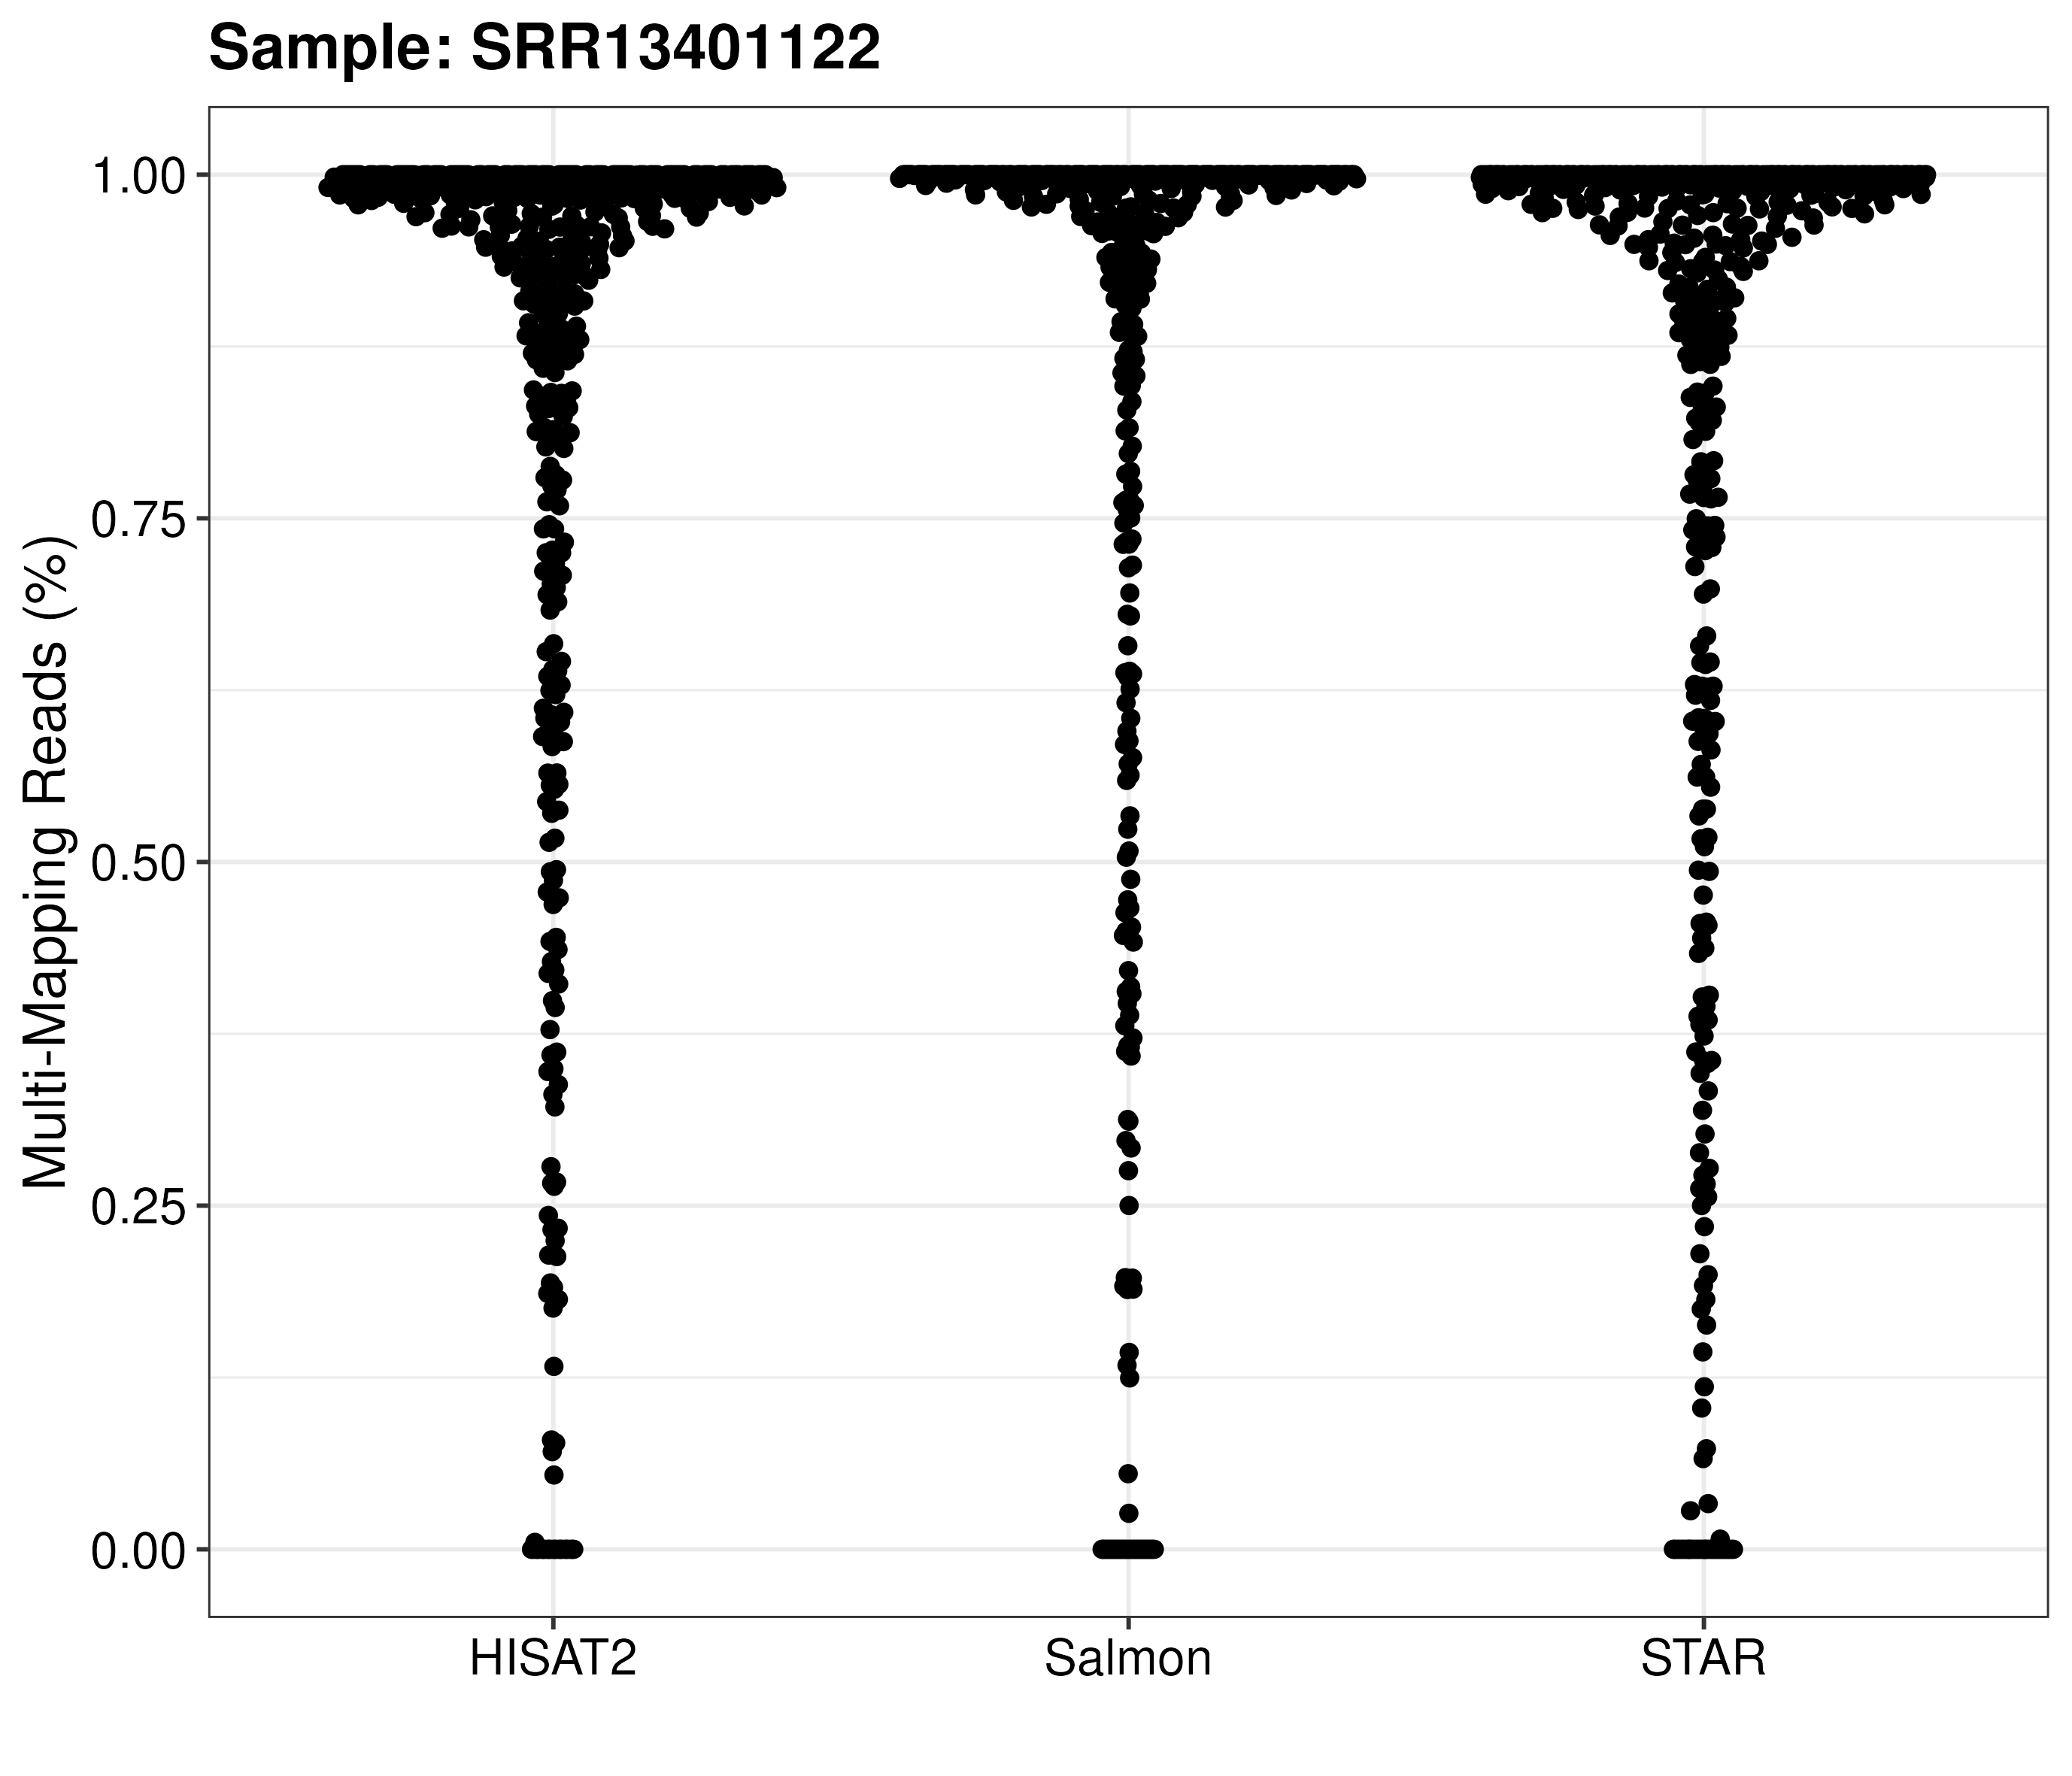 Sample: SRR13401122
Multi-Mapping Reads (%)
1.00
0.75
0.50
0.25
0.00
HISAT2 Salmon STAR